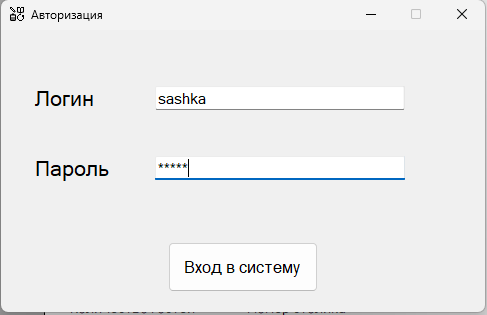 Авторизация
Логин
sashka
Пароль
*****
Вход в систему